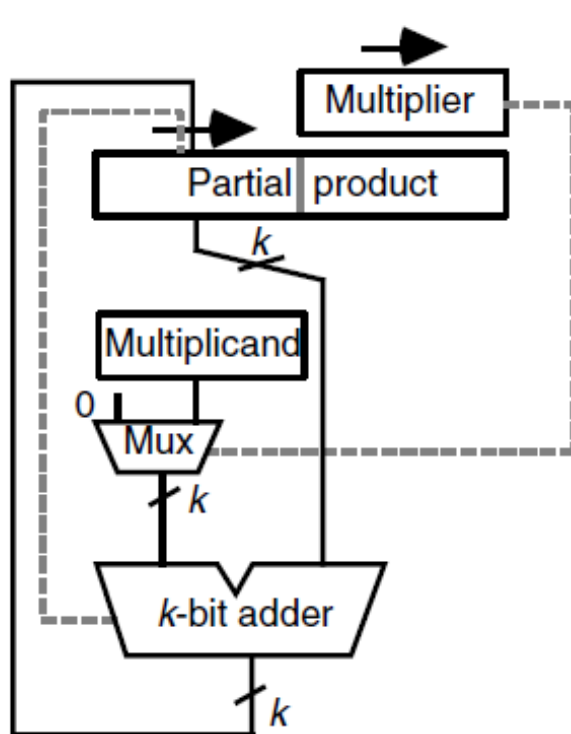 Multiplier
Partial product
k
Multiplicand
0
Mux
k
k-bit adder
k